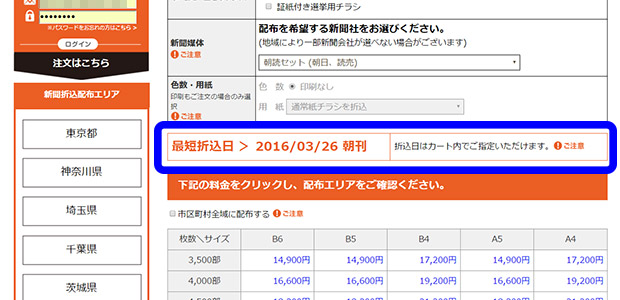 ※パスワードをお忘れの方はこちら >
ログイン
注文はこちら
新聞折込配布エリア
東京都
神奈川県
埼玉県
千葉県
茨城県
証紙付き選挙用チラシ
新聞媒体
ご注意
配布を希望する新聞社をお選びください。
(地域により一部新聞会社が選べない場合がございます)
朝読セット (朝日、読売)
色数・用紙
印刷もご注文の場合のみ選
択
ご注意
色 数 印刷なし
用 紙 通常紙チラシを折込
最短折込日 > 2016/03/26 朝刊
折込日はカート内でご指定いただけます。 ご注意
下記の料金をクリックし、配布エリアをご確認ください。
市区町村全域に配布する ご注意
枚数＼サイズ B6 B5 B4 A5 A4
3,500部 14,900円 14,900円 17,200円 14,900円 17,200円
4,000部 16,600円 16,600円 19,200円 16,600円 19,200円